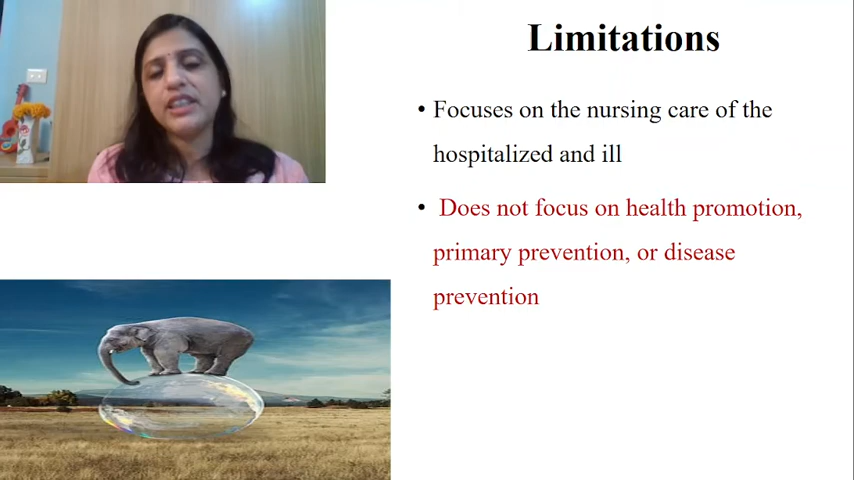 Limitations
• Focuses on the nursing care of the
hospitalized and ill
• Does not focus on health promotion,
primary prevention, or disease
prevention